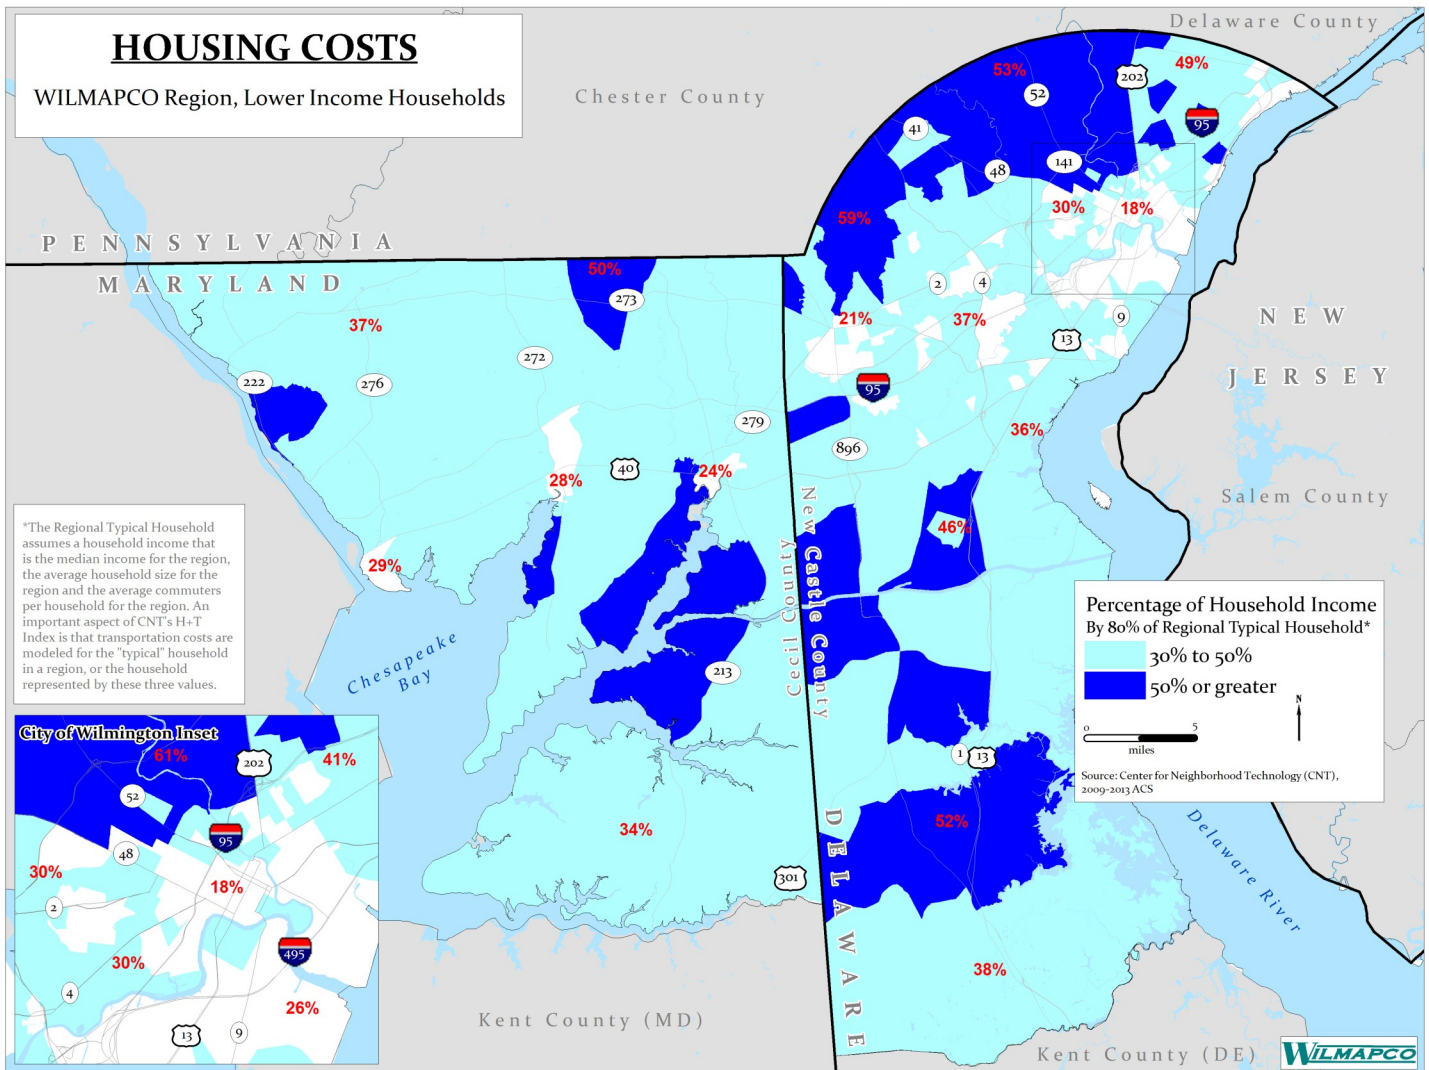 HOUSING COSTS
WILMAPCO Region, Lower Income Households
Delaware County
Chester County
PENNSYLVANIA
MARYLAND
NEW
JERSEY
Salem County
53%
49%
202
52
95
41
141
48
59%
30%
18%
50%
273
37%
2
4
21%
37%
9
13
272
222
276
95
279
896
36%
40
28%
24%
46%
29%
New Castle County
Cecil County
Chesapeake
Bay
213
1
13
34%
52%
301
DELAWARE
38%
Delaware River
Kent County (MD)
Kent County (DE)
*The Regional Typical Household
assumes a household income that
is the median income for the region,
the average household size for the
region and the average commuters
per household for the region. An
important aspect of CNT's H+T
Index is that transportation costs are
modeled for the "typical" household
in a region, or the household
represented by these three values.
City of Wilmington Inset
61%
202
41%
52
95
48
30%
18%
2
495
30%
4
26%
13
9
Percentage of Household Income
By 80% of Regional Typical Household*
30% to 50%
50% or greater
N
0 5
miles
Source: Center for Neighborhood Technology (CNT),
2009-2013 ACS
WILMAPCO